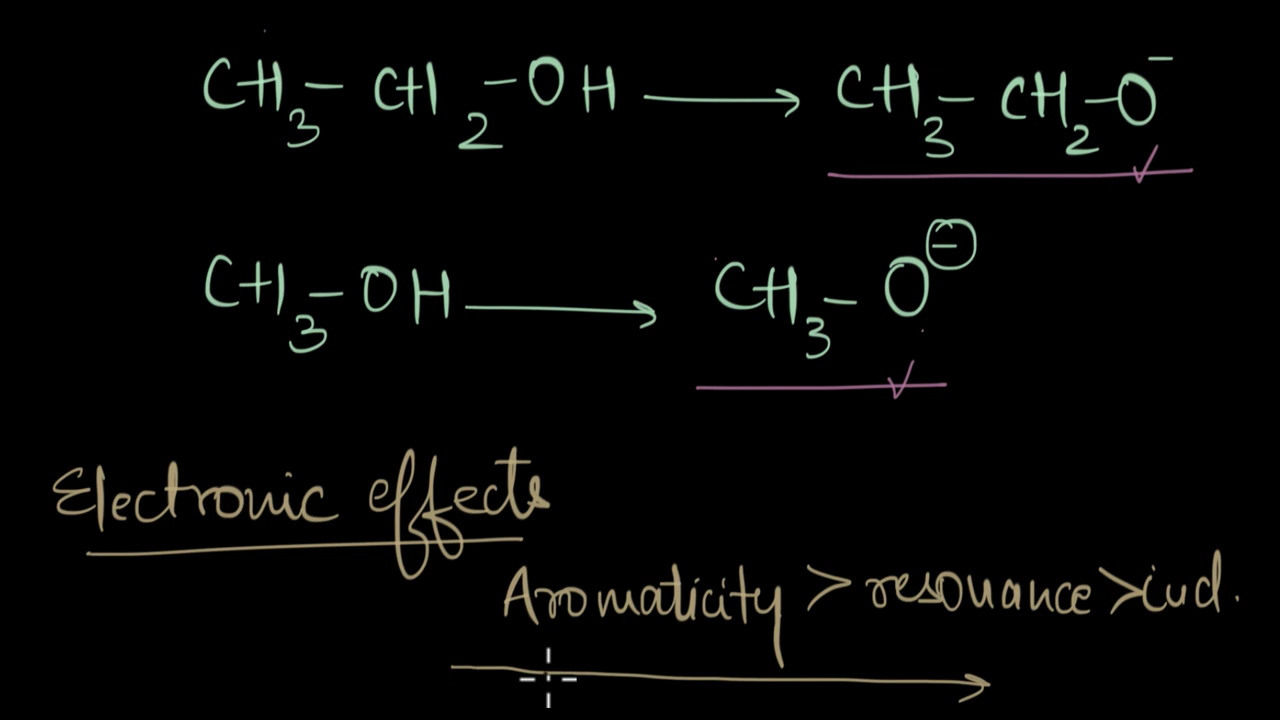 CH₃ – CH₂ – OH ⟶ CH₃ – CH₂ – O⁻
CH₃ – OH ⟶ CH₃ – O⊖
Electronic effects
Aromaticity > resonance > ind.